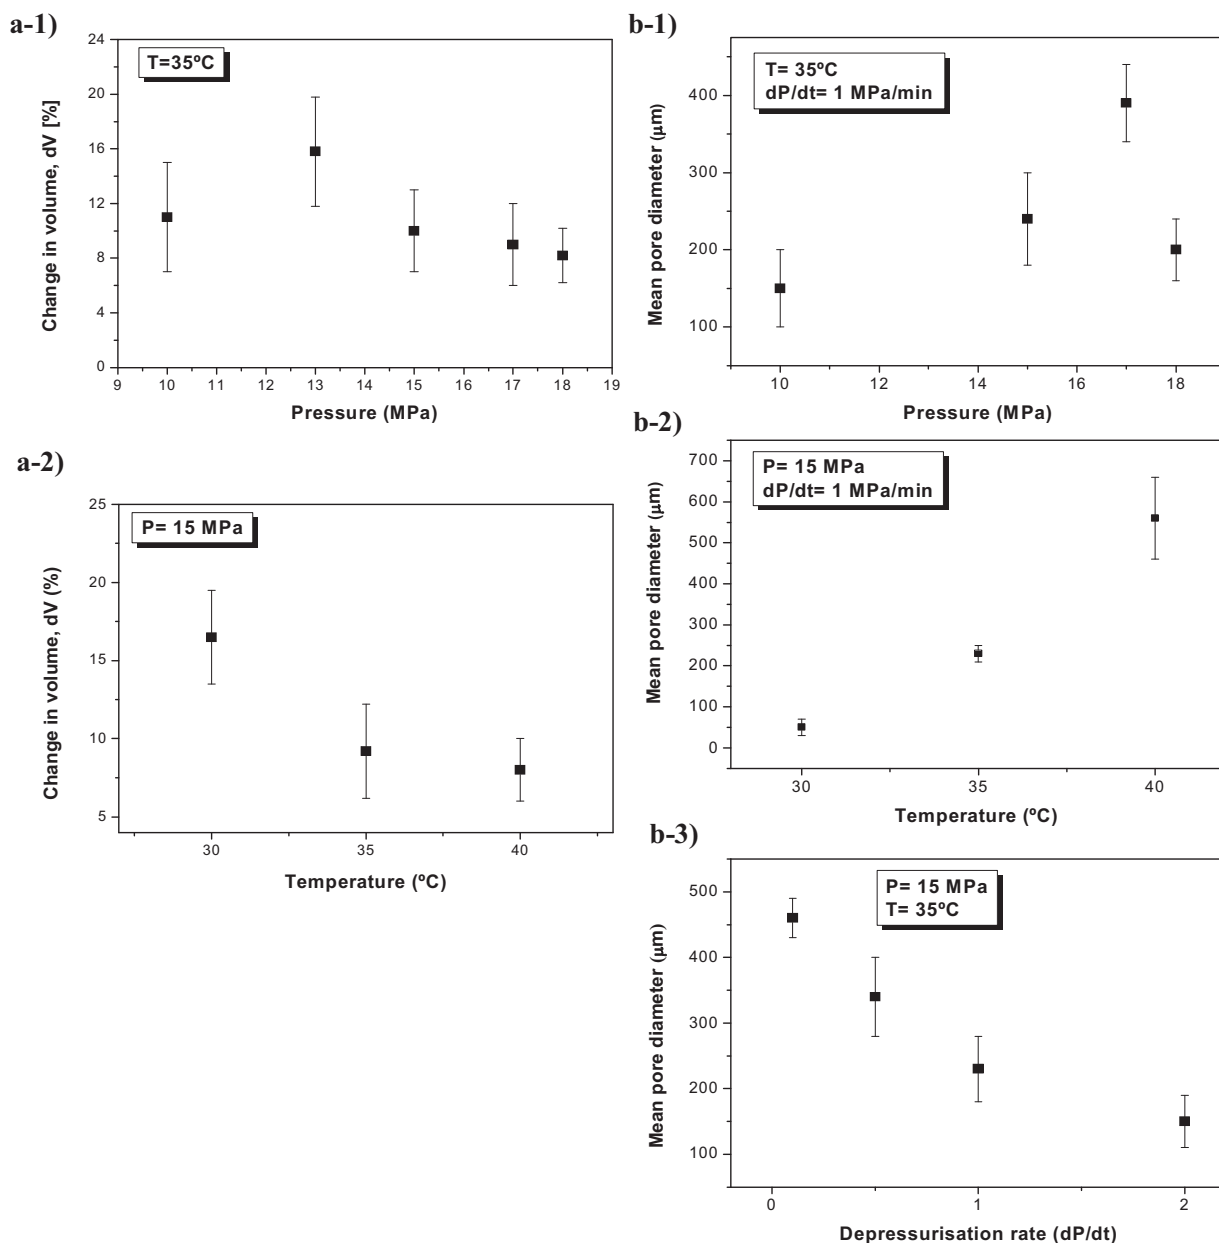 a-1)
24
20
16
12
8
4
0
T=35ºC
Change in volume, dV [%]
9 10 11 12 13 14 15 16 17 18 19
Pressure (MPa)
b-1)
400
300
200
100
T= 35ºC
dP/dt= 1 MPa/min
Mean pore diameter (μm)
10 12 14 16 18
Pressure (MPa)
a-2)
25
20
15
10
5
P= 15 MPa
Change in volume, dV (%)
30 35 40
Temperature (ºC)
b-2)
700
600
500
400
300
200
100
0
P= 15 MPa
dP/dt= 1 MPa/min
Mean pore diameter (μm)
30 35 40
Temperature (ºC)
b-3)
500
400
300
200
100
P= 15 MPa
T= 35ºC
Mean pore diameter (μm)
0 1 2
Depressurisation rate (dP/dt)